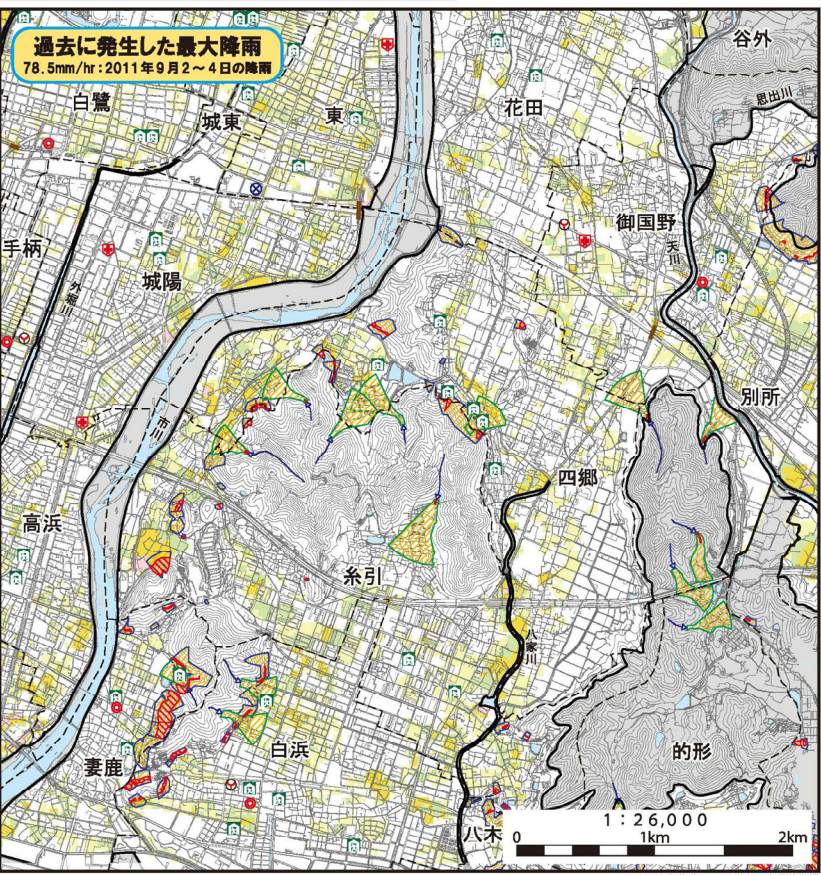 過去に発生した最大降雨
78.5mm/hr:2011年9月2～4日の降雨
谷外
思出川
白鷺
城東
東
花田
御国野
天川
手柄
外堀川
城陽
別所
市川
四郷
高浜
糸引
八家川
白浜
妻鹿
的形
八木
1：26,000
0
1km
2km